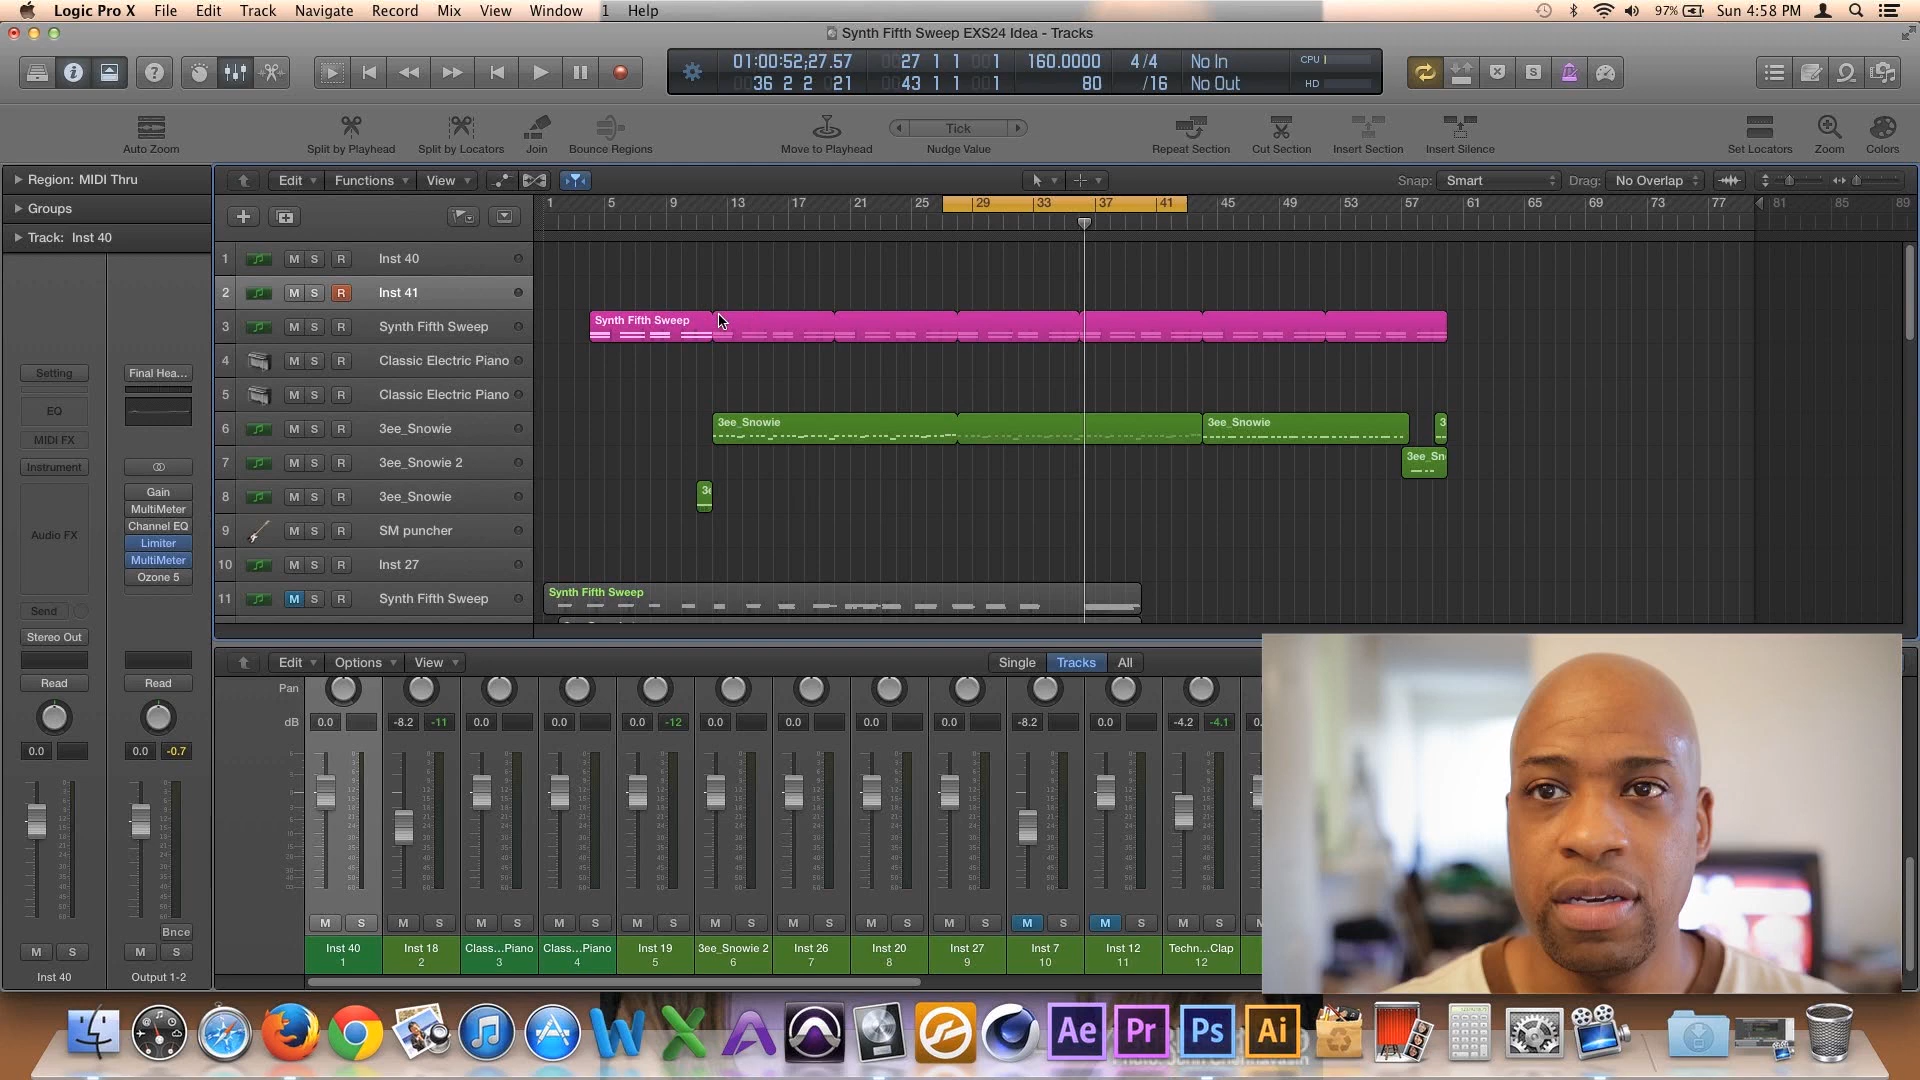 Logic Pro X File Edit Track Navigate Record Mix View Window 1 Help 97% Sun 4:58 PM
Synth Fifth Sweep EXS24 Idea - Tracks
01:00:52;27.57 27 1 1 1 160.0000 4/4 No In CPU
36 2 2 21 43 1 1 1 80 /16 No Out HD
Tick
Auto Zoom Split by Playhead Split by Locators Join Bounce Regions Move to Playhead Nudge Value Repeat Section Cut Section Insert Section Insert Silence Set Locators Zoom Colors
Region: MIDI Thru
Edit Functions View Snap: Smart Drag: No Overlap
Groups
1 5 9 13 17 21 25 29 33 37 41 45 49 53 57 61 65 69 73 77 81 85 89
Track: Inst 40
1 M S R Inst 40
2 M S R Inst 41
3 M S R Synth Fifth Sweep
Synth Fifth Sweep
4 M S R Classic Electric Piano
5 M S R Classic Electric Piano
6 M S R 3ee_Snowie
3ee_Snowie 3ee_Snowie 3
7 M S R 3ee_Snowie 2
3ee_Sn
8 M S R 3ee_Snowie
9 M S R SM puncher
10 M S R Inst 27
11 M S R Synth Fifth Sweep
Synth Fifth Sweep
Setting Final Hea...
EQ
MIDI FX
Instrument
Gain
MultiMeter
Channel EQ
Audio FX
Limiter
MultiMeter
Ozone 5
Send
Stereo Out
Read Read
0.0 0.0 -0.7
Bnce
M S M S
Inst 40 Output 1-2
Edit Options View Single Tracks All
Pan
dB 0.0 -8.2 -11 0.0 0.0 0.0 -12 0.0 0.0 0.0 0.0 -8.2 0.0 -4.2 -4.1
M S M S M S M S M S M S M S M S M S M S M S M S
Inst 40 Inst 18 Class...Piano Class...Piano Inst 19 3ee_Snowie 2 Inst 26 Inst 20 Inst 27 Inst 7 Inst 12 Techn...Clap
1 2 3 4 5 6 7 8 9 10 11 12
Ae Pr Ps Ai